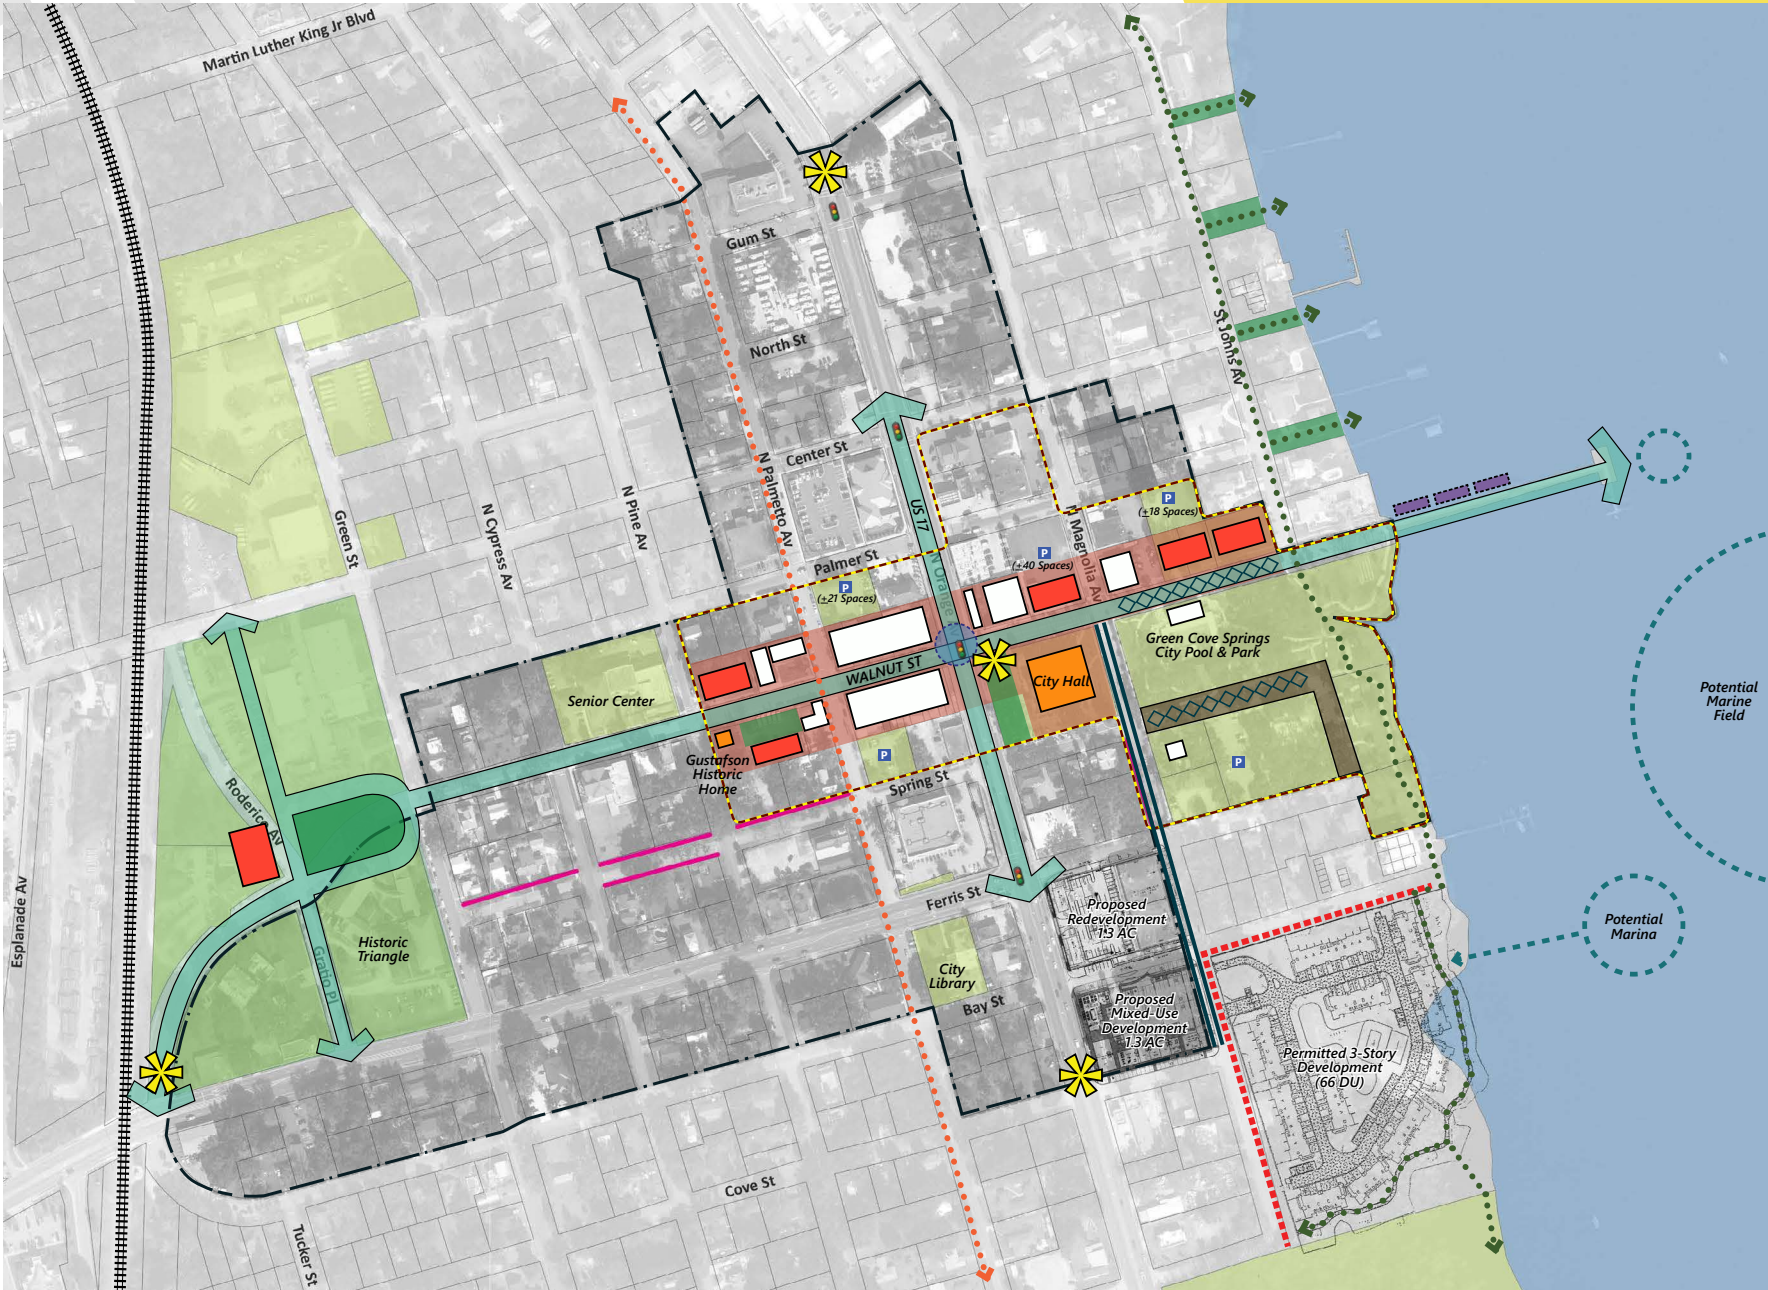 Martin Luther King Jr Blvd
Gum St
North St
St Johns Av
Center St
N Palmetto Av
N Pine Av
N Cypress Av
Green St
US 17
N Orange
N Magnolia Av
P
(±18 Spaces)
P
(±40 Spaces)
Palmer St
P
(±21 Spaces)
Green Cove Springs
City Pool & Park
WALNUT ST
City Hall
Senior Center
Potential
Marine
Field
Gustafson
Historic
Home
P
P
Spring St
Roderico Av
Esplanade Av
Ferris St
Proposed
Redevelopment
1.3 AC
Potential
Marina
Historic
Triangle
Gratio Pl
City
Library
Bay St
Proposed
Mixed-Use
Development
1.3 AC
Permitted 3-Story
Development
(66 DU)
Cove St
Tucker St